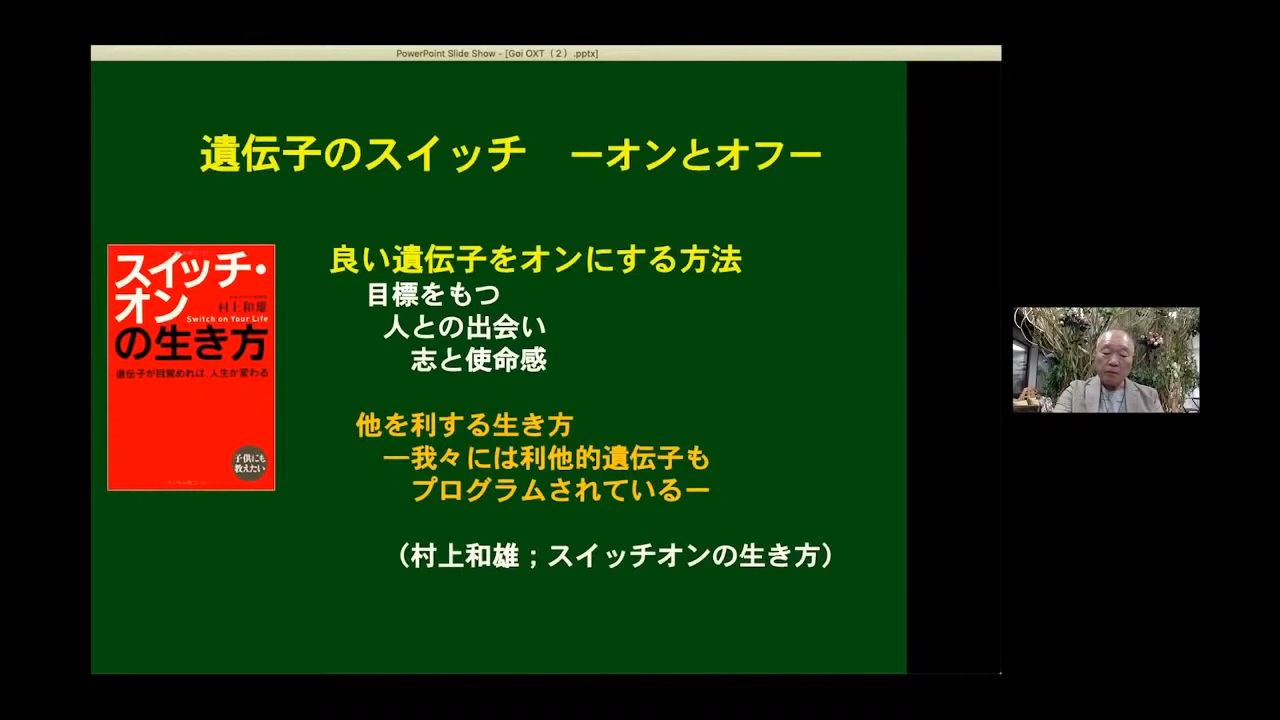 PowerPoint Slide Show - [Goi OXT（２）.pptx]
遺伝子のスイッチ　ーオンとオフー
スイッチ・
オン
村上和雄
Switch on Your Life
の生き方
遺伝子が目覚めれば、人生が変わる
子供にも
教えたい
良い遺伝子をオンにする方法
目標をもつ
人との出会い
志と使命感
他を利する生き方
―我々には利他的遺伝子も
プログラムされているー
（村上和雄；スイッチオンの生き方）